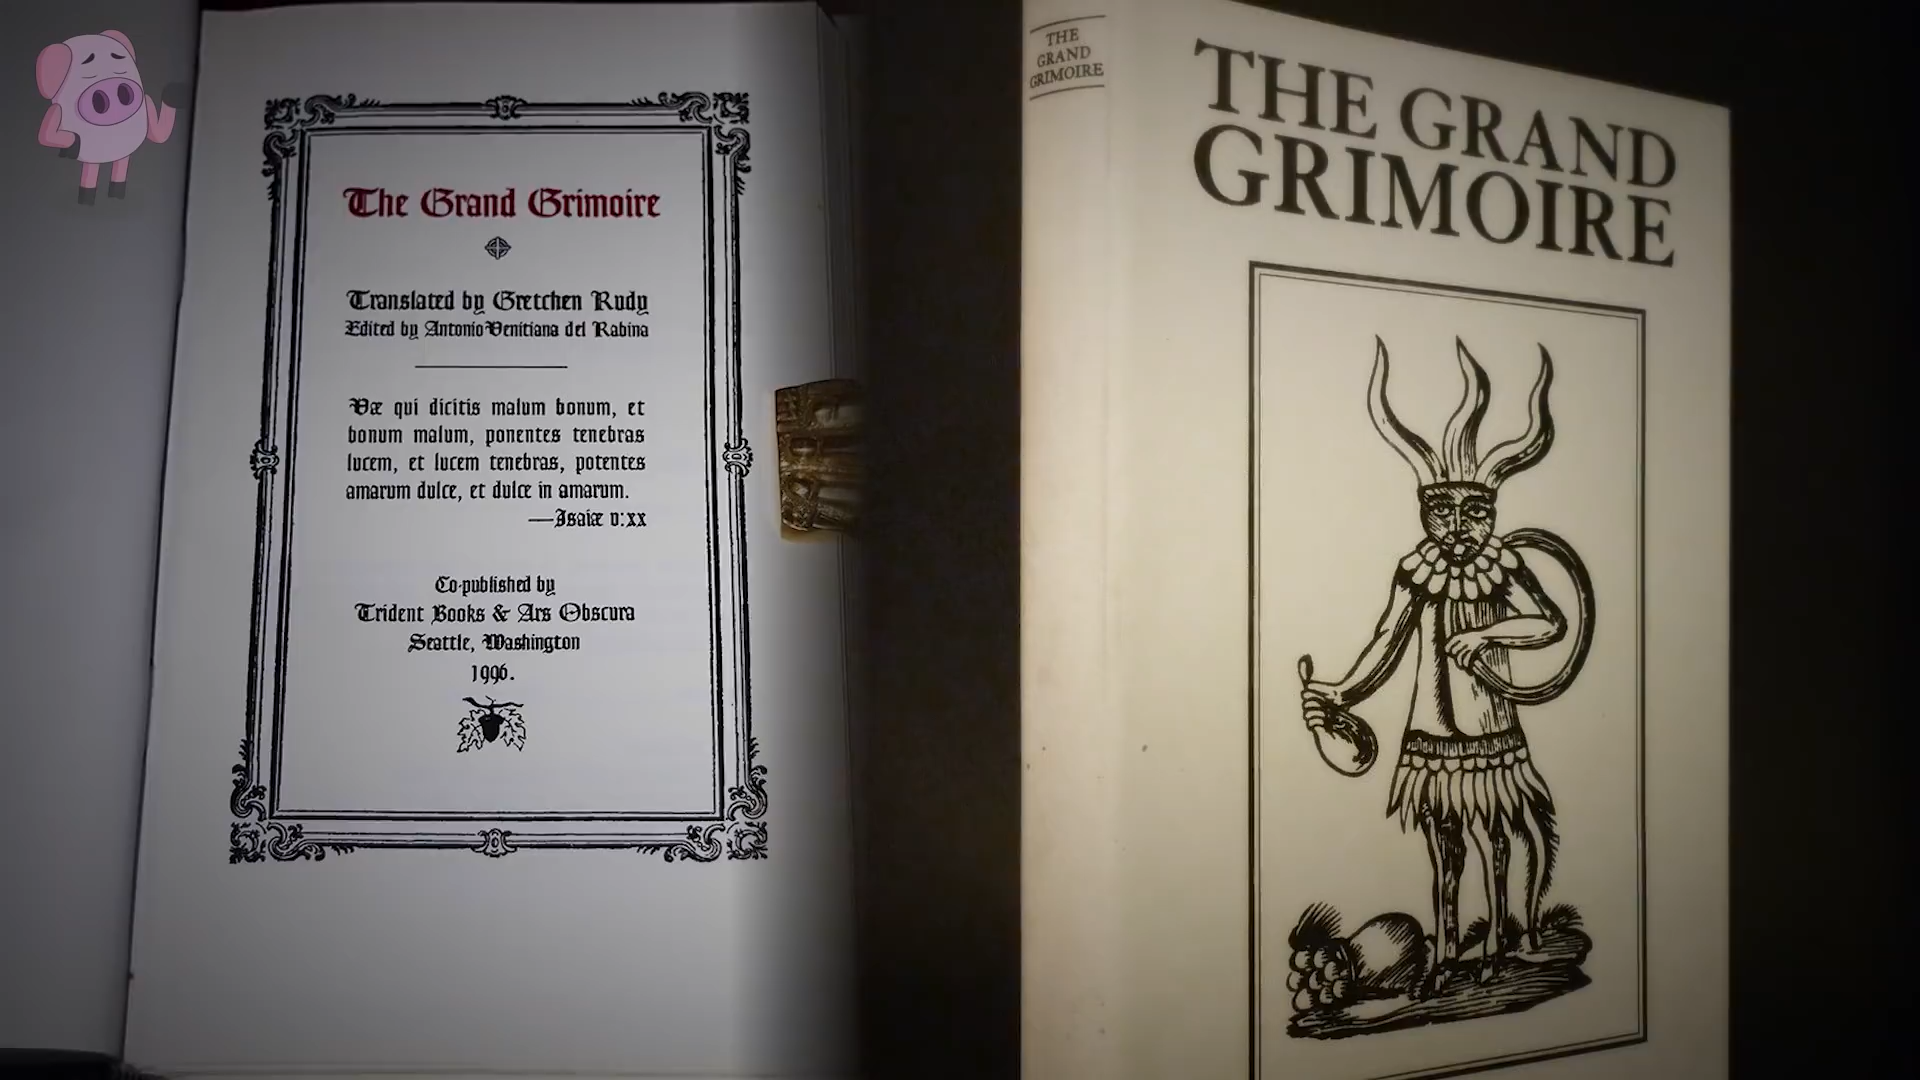 The Grand Grimoire
Translated by Gretchen Rudy
Edited by Antonio Venitiana del Rabina
Væ qui dicitis malum bonum, et
bonum malum, ponentes tenebras
lucem, et lucem tenebras, potentes
amarum dulce, et dulce in amarum.
—Isaiæ v:xx
Co-published by
Trident Books & Ars Obscura
Seattle, Washington
1996.
THE
GRAND
GRIMOIRE
THE GRAND
GRIMOIRE